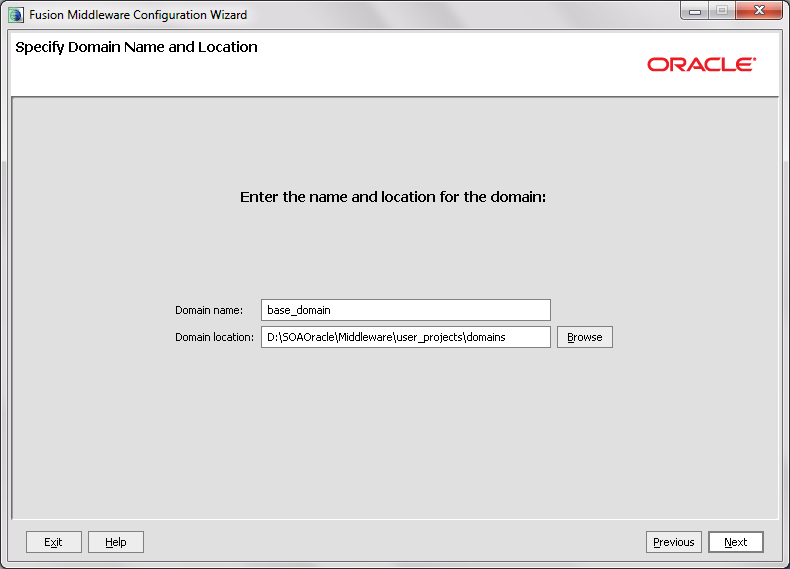 Fusion Middleware Configuration Wizard
Specify Domain Name and Location
ORACLE
Enter the name and location for the domain:
Domain name: base_domain
Domain location: D:\SOAOracle\Middleware\user_projects\domains Browse
Exit Help Previous Next